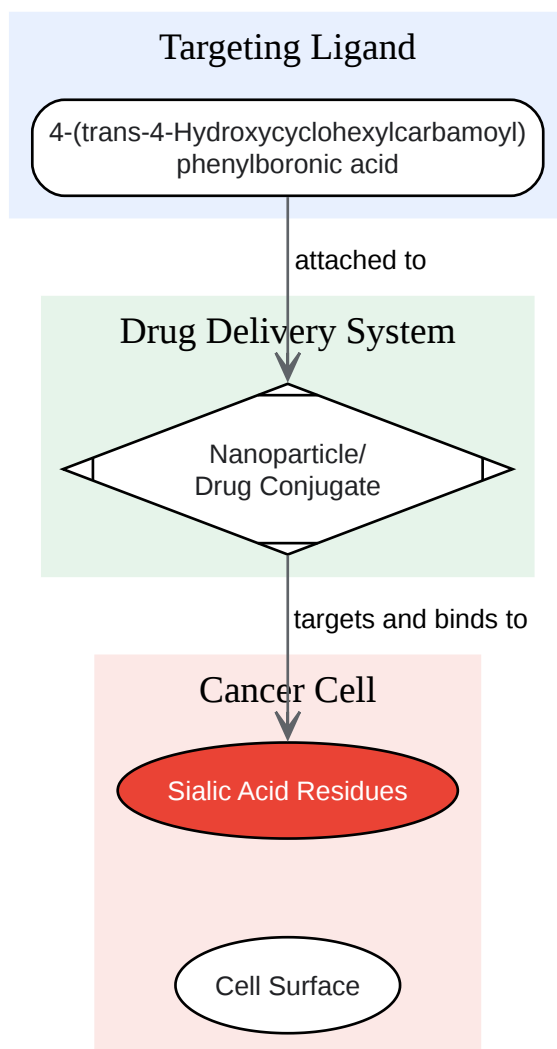 Targeting Ligand
4-(trans-4-Hydroxycyclohexylcarbamoyl)
phenylboronic acid
attached to
Drug Delivery System
Nanoparticle/
Drug Conjugate
targets and binds to
Cancer Cell
Sialic Acid Residues
Cell Surface